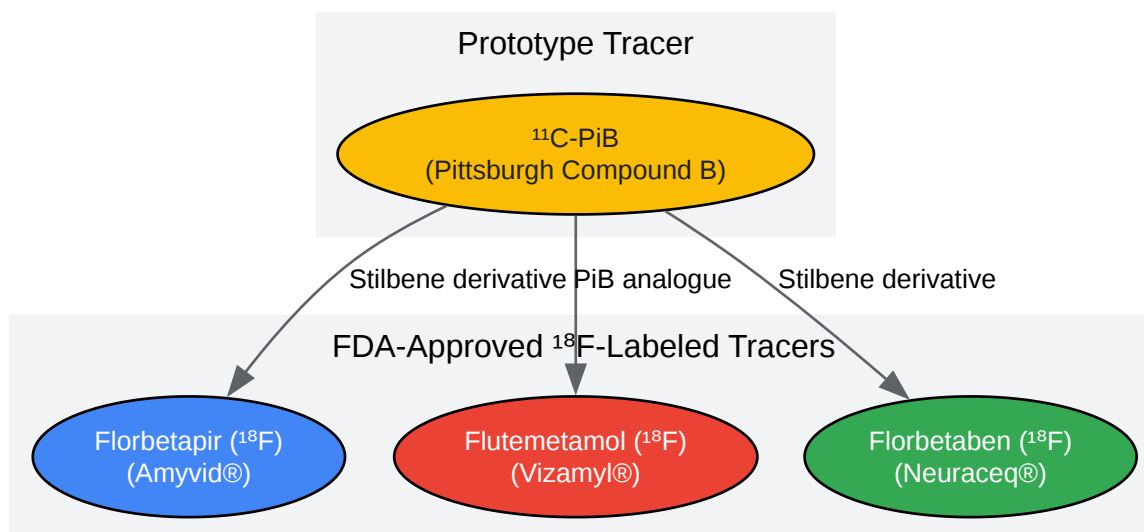 Prototype Tracer
¹¹C-PiB
(Pittsburgh Compound B)
Stilbene derivative
PiB analogue
Stilbene derivative
FDA-Approved ¹⁸F-Labeled Tracers
Florbetapir (¹⁸F)
(Amyvid®)
Flutemetamol (¹⁸F)
(Vizamyl®)
Florbetaben (¹⁸F)
(Neuraceq®)